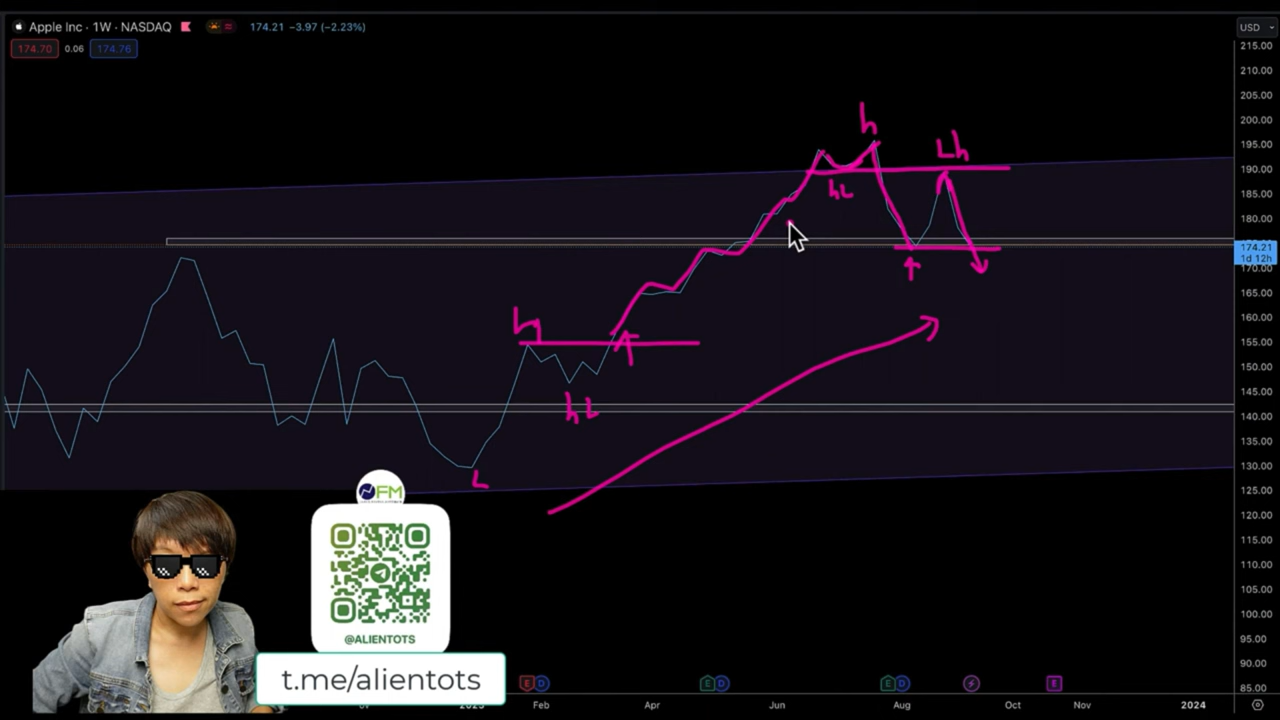 Apple Inc · 1W · NASDAQ
174.21 −3.97 (−2.23%)
174.70 0.06 174.76
USD
215.00
210.00
205.00
200.00
195.00
190.00
185.00
180.00
174.21
1d 12h
170.00
165.00
160.00
155.00
150.00
145.00
140.00
135.00
130.00
125.00
120.00
115.00
110.00
105.00
100.00
95.00
90.00
85.00
h
Lh
hL
h
hL
L
FM
@ALIENTOTS
t.me/alientots
E D E D E D E
Feb Apr Jun Aug Oct Nov 2024